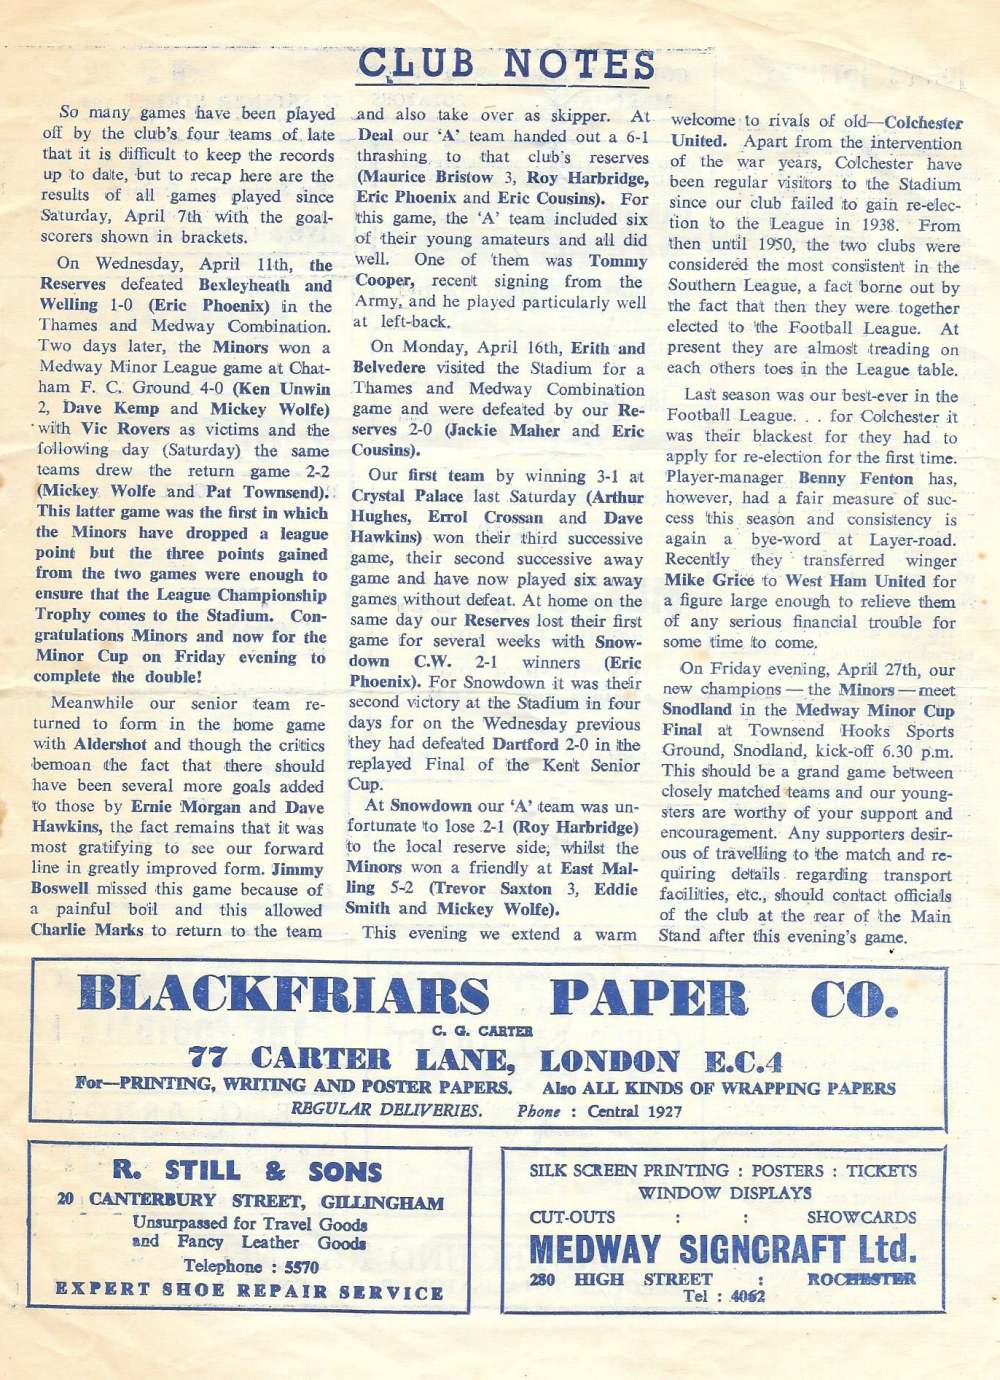 CLUB NOTES
So many games have been played
off by the club's four teams of late
that it is difficult to keep the records
up to date, but to recap here are the
results of all games played since
Saturday, April 7th with the goal-
scorers shown in brackets.
On Wednesday, April 11th, the
Reserves defeated Bexleyheath and
Welling 1-0 (Eric Phoenix) in the
Thames and Medway Combination.
Two days later, the Minors won a
Medway Minor League game at Chat-
ham F. C. Ground 4-0 (Ken Unwin
2, Dave Kemp and Mickey Wolfe)
with Vic Rovers as victims and the
following day (Saturday) the same
teams drew the return game 2-2
(Mickey Wolfe and Pat Townsend).
This latter game was the first in which
the Minors have dropped a league
point but the three points gained
from the two games were enough to
ensure that the League Championship
Trophy comes to the Stadium. Con-
gratulations Minors and now for the
Minor Cup on Friday evening to
complete the double!
Meanwhile our senior team re-
turned to form in the home game
with Aldershot and though the critics
bemoan the fact that there should
have been several more goals added
to those by Ernie Morgan and Dave
Hawkins, the fact remains that it was
most gratifying to see our forward
line in greatly improved form. Jimmy
Boswell missed this game because of
a painful boil and this allowed
Charlie Marks to return to the team
and also take over as skipper. At
Deal our 'A' team handed out a 6-1
thrashing to that club's reserves
(Maurice Bristow 3, Roy Harbridge,
Eric Phoenix and Eric Cousins). For
this game, the 'A' team included six
of their young amateurs and all did
well. One of them was Tommy
Cooper, recent signing from the
Army, and he played particularly well
at left-back.
On Monday, April 16th, Erith and
Belvedere visited the Stadium for a
Thames and Medway Combination
game and were defeated by our Re-
serves 2-0 (Jackie Maher and Eric
Cousins).
Our first team by winning 3-1 at
Crystal Palace last Saturday (Arthur
Hughes, Errol Crossan and Dave
Hawkins) won their third successive
game, their second successive away
game and have now played six away
games without defeat. At home on the
same day our Reserves lost their first
game for several weeks with Snow-
down C.W. 2-1 winners (Eric
Phoenix). For Snowdown it was their
second victory at the Stadium in four
days for on the Wednesday previous
they had defeated Dartford 2-0 in the
replayed Final of the Kent Senior
Cup.
At Snowdown our 'A' team was un-
fortunate to lose 2-1 (Roy Harbridge)
to the local reserve side, whilst the
Minors won a friendly at East Mal-
ling 5-2 (Trevor Saxton 3, Eddie
Smith and Mickey Wolfe).
This evening we extend a warm
welcome to rivals of old—Colchester
United. Apart from the intervention
of the war years, Colchester have
been regular visitors to the Stadium
since our club failed to gain re-elec-
tion to the League in 1938. From
then until 1950, the two clubs were
considered the most consistent in the
Southern League, a fact borne out by
the fact that then they were together
elected to the Football League. At
present they are almost treading on
each others toes in the League table.
Last season was our best-ever in the
Football League. . . for Colchester it
was their blackest for they had to
apply for re-election for the first time.
Player-manager Benny Fenton has,
however, had a fair measure of suc-
cess this season and consistency is
again a bye-word at Layer-road.
Recently they transferred winger
Mike Grice to West Ham United for
a figure large enough to relieve them
of any serious financial trouble for
some time to come.
On Friday evening, April 27th, our
new champions — the Minors — meet
Snodland in the Medway Minor Cup
Final at Townsend Hooks Sports
Ground, Snodland, kick-off 6.30 p.m.
This should be a grand game between
closely matched teams and our young-
sters are worthy of your support and
encouragement. Any supporters desir-
ous of travelling to the match and re-
quiring details regarding transport
facilities, etc., should contact officials
of the club at the rear of the Main
Stand after this evening's game.
BLACKFRIARS PAPER CO.
C. G. CARTER
77 CARTER LANE, LONDON E.C.4
For—PRINTING, WRITING AND POSTER PAPERS. Also ALL KINDS OF WRAPPING PAPERS
REGULAR DELIVERIES. Phone : Central 1927
R. STILL & SONS
20 CANTERBURY STREET, GILLINGHAM
Unsurpassed for Travel Goods
and Fancy Leather Goods
Telephone : 5570
EXPERT SHOE REPAIR SERVICE
SILK SCREEN PRINTING : POSTERS : TICKETS
WINDOW DISPLAYS
CUT-OUTS : : SHOWCARDS
MEDWAY SIGNCRAFT Ltd.
280 HIGH STREET : ROCHESTER
Tel : 4062